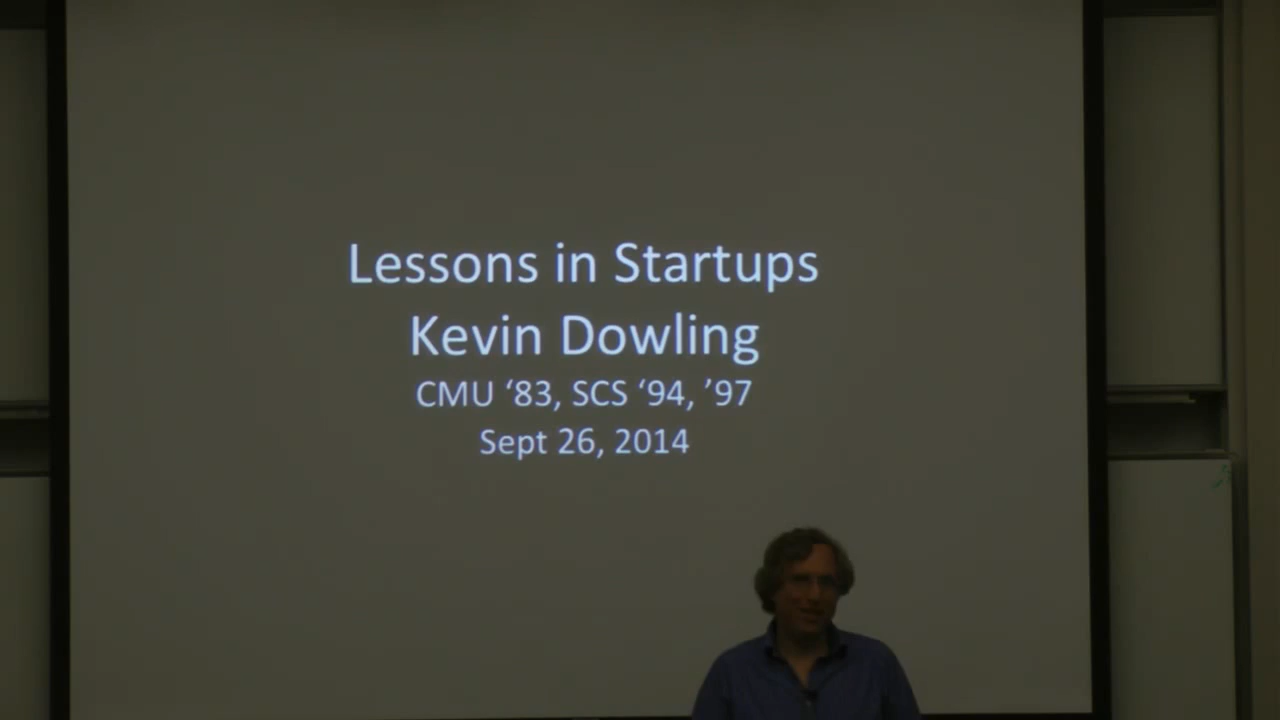 Lessons in Startups
Kevin Dowling
CMU ‘83, SCS ‘94, ’97
Sept 26, 2014